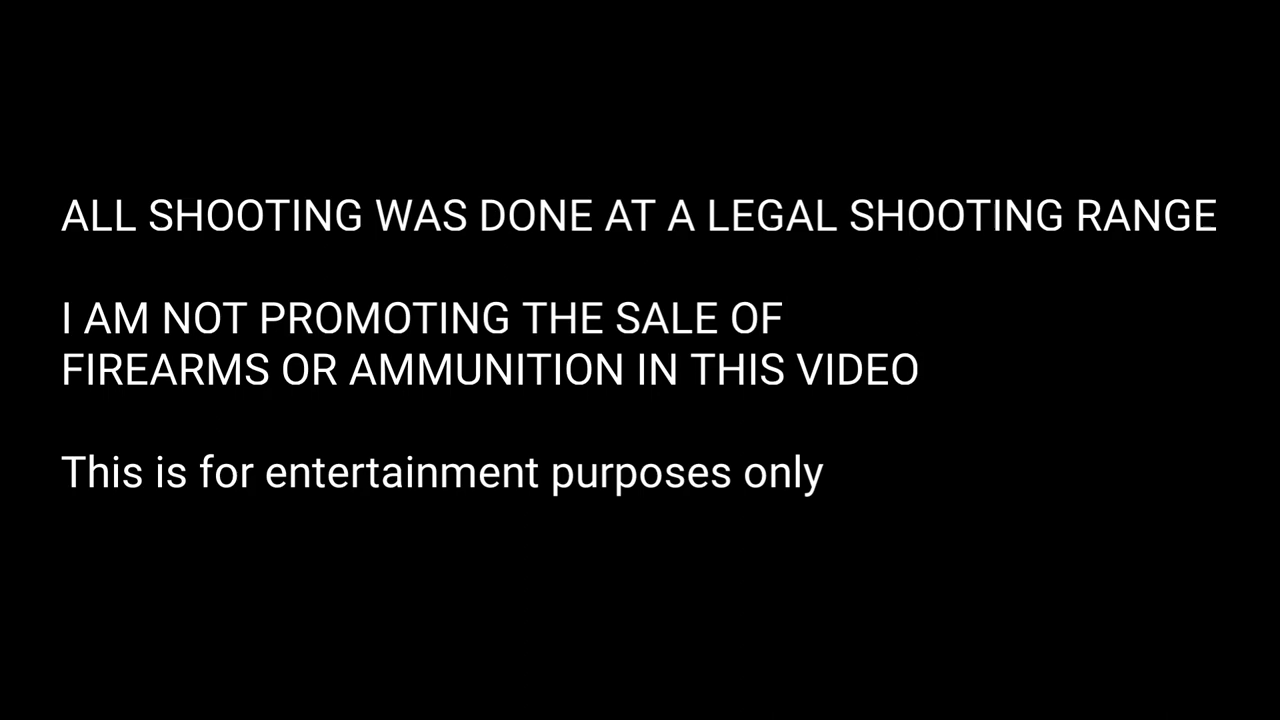 ALL SHOOTING WAS DONE AT A LEGAL SHOOTING RANGE
I AM NOT PROMOTING THE SALE OF
FIREARMS OR AMMUNITION IN THIS VIDEO
This is for entertainment purposes only